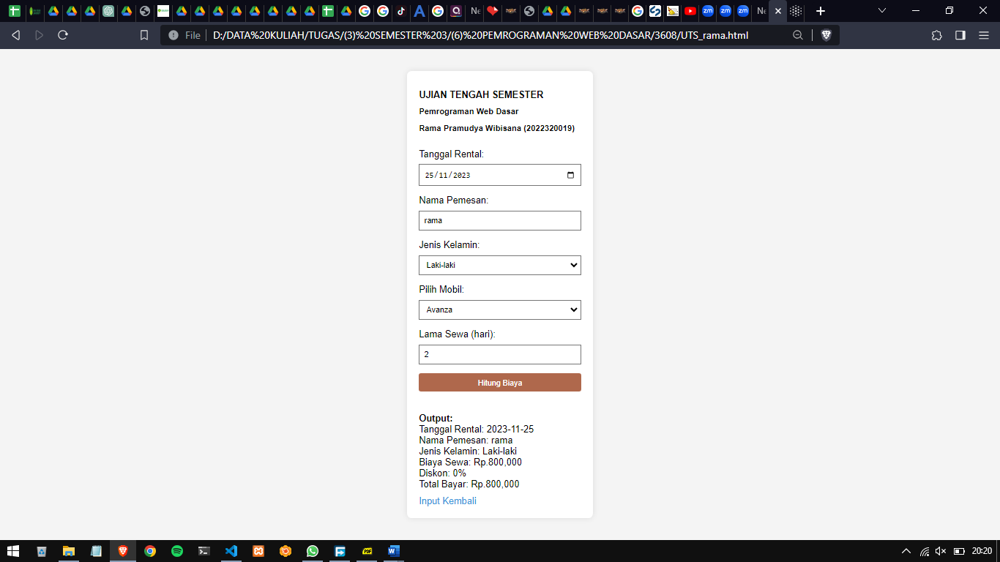 Ne
Ne
File
D:/DATA%20KULIAH/TUGAS/(3)%20SEMESTER%203/(6)%20PEMROGRAMAN%20WEB%20DASAR/3608/UTS_rama.html
UJIAN TENGAH SEMESTER
Pemrograman Web Dasar
Rama Pramudya Wibisana (2022320019)
Tanggal Rental:
25/11/2023
Nama Pemesan:
rama
Jenis Kelamin:
Laki-laki
Pilih Mobil:
Avanza
Lama Sewa (hari):
2
Hitung Biaya
Output:
Tanggal Rental: 2023-11-25
Nama Pemesan: rama
Jenis Kelamin: Laki-laki
Biaya Sewa: Rp.800,000
Diskon: 0%
Total Bayar: Rp.800,000
Input Kembali
20:20